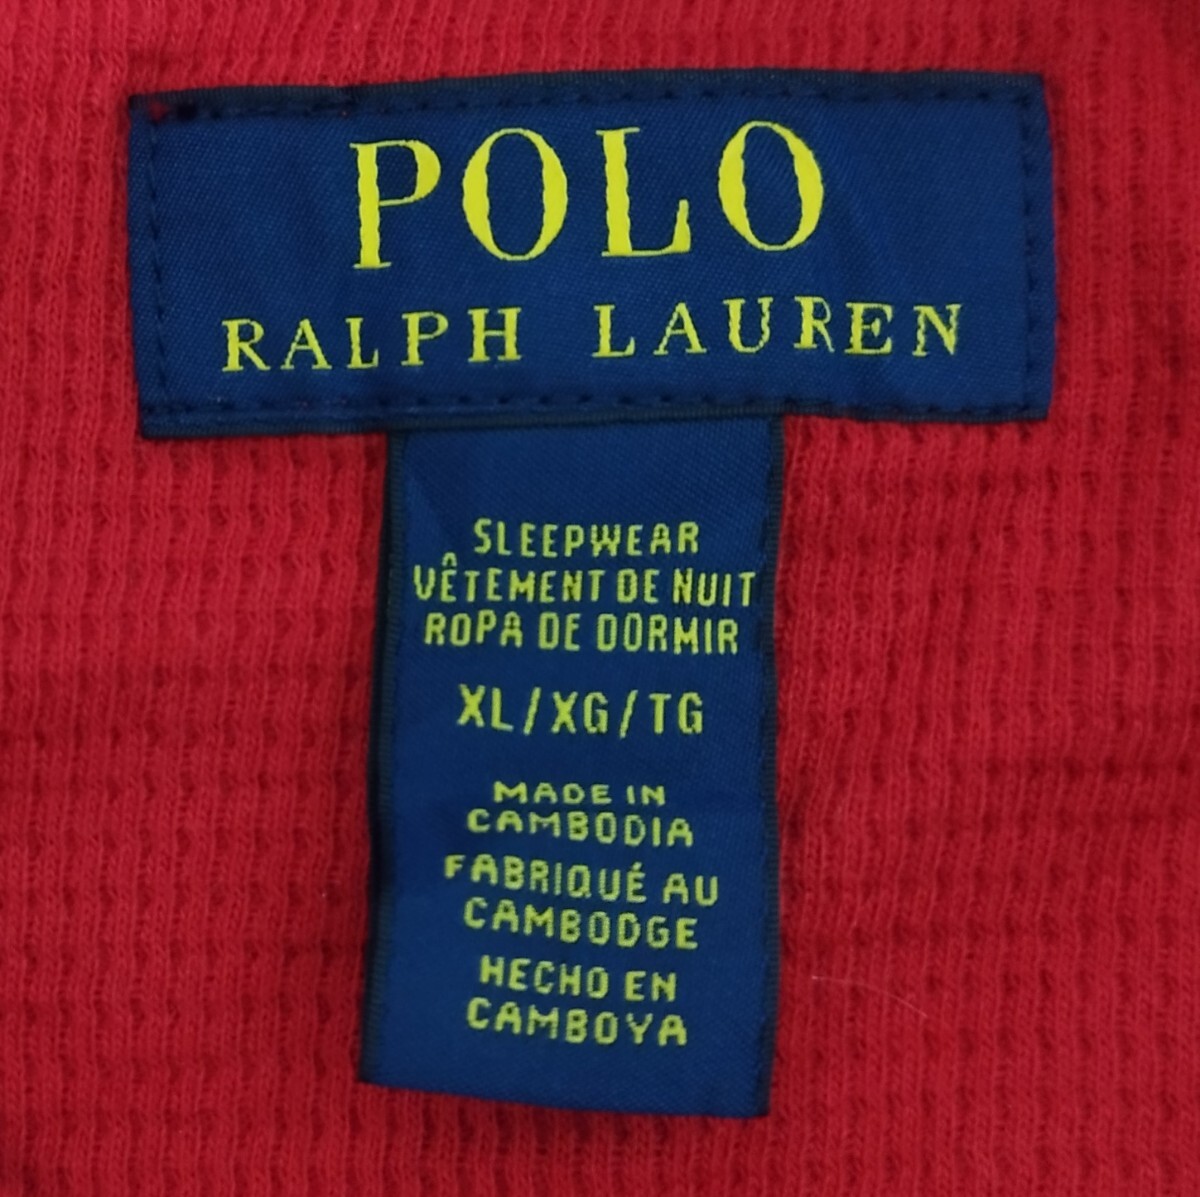 POLO
RALPH LAUREN
SLEEPWEAR
VÊTEMENT DE NUIT
ROPA DE DORMIR
XL/XG/TG
MADE IN
CAMBODIA
FABRIQUÉ AU
CAMBODGE
HECHO EN
CAMBOYA